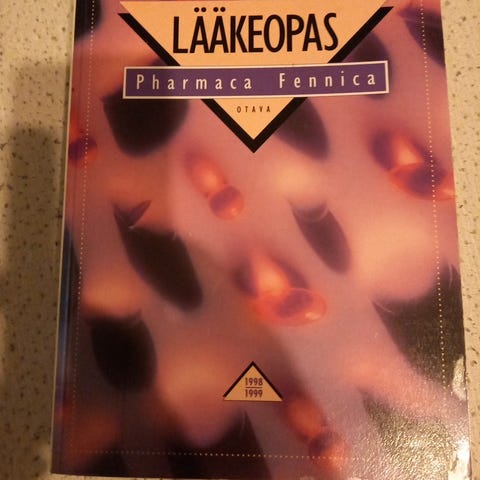 LÄÄKEOPAS
Pharmaca Fennica
OTAVA
1998
1999